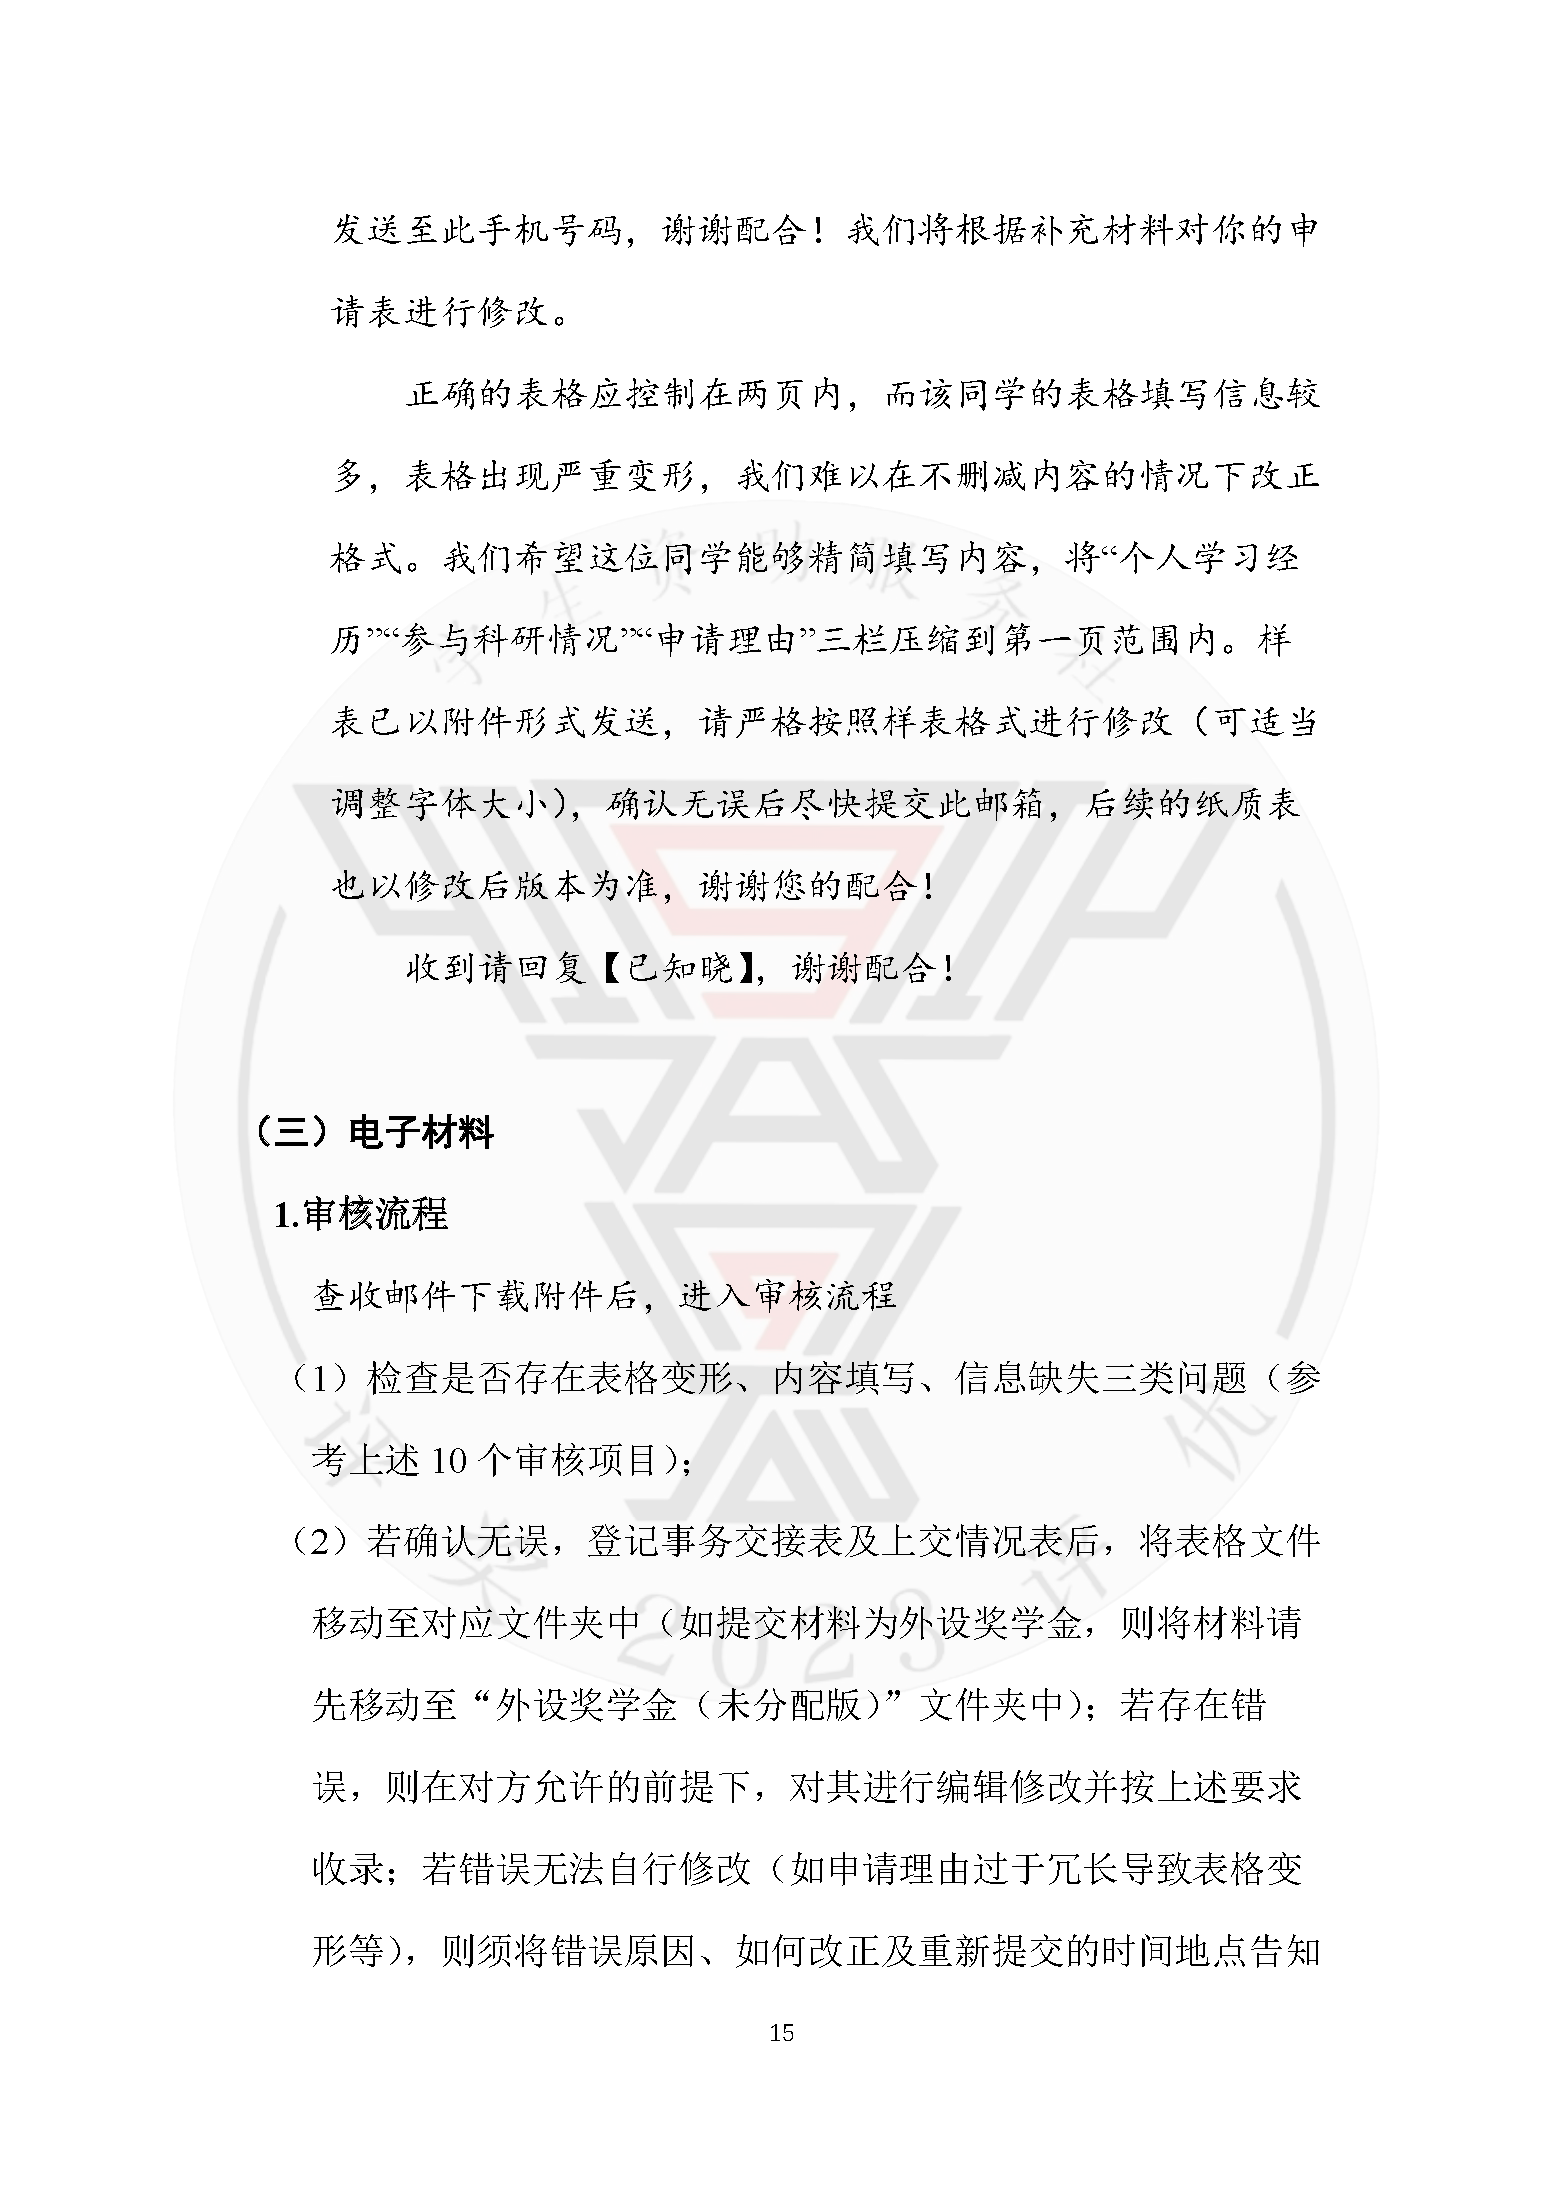 发送至此手机号码，谢谢配合！我们将根据补充材料对你的申
请表进行修改。
正确的表格应控制在两页内，而该同学的表格填写信息较
多，表格出现严重变形，我们难以在不删减内容的情况下改正
格式。我们希望这位同学能够精简填写内容，将“个人学习经
历”“参与科研情况”“申请理由”三栏压缩到第一页范围内。样
表已以附件形式发送，请严格按照样表格式进行修改（可适当
调整字体大小），确认无误后尽快提交此邮箱，后续的纸质表
也以修改后版本为准，谢谢您的配合！
收到请回复【已知晓】，谢谢配合！
（三）电子材料
1.审核流程
查收邮件下载附件后，进入审核流程
（1）检查是否存在表格变形、内容填写、信息缺失三类问题（参
考上述 10 个审核项目）；
（2）若确认无误，登记事务交接表及上交情况表后，将表格文件
移动至对应文件夹中（如提交材料为外设奖学金，则将材料请
先移动至“外设奖学金（未分配版）”文件夹中）；若存在错
误，则在对方允许的前提下，对其进行编辑修改并按上述要求
收录；若错误无法自行修改（如申请理由过于冗长导致表格变
形等），则须将错误原因、如何改正及重新提交的时间地点告知
15
学生资助服务社
评奖2023评优